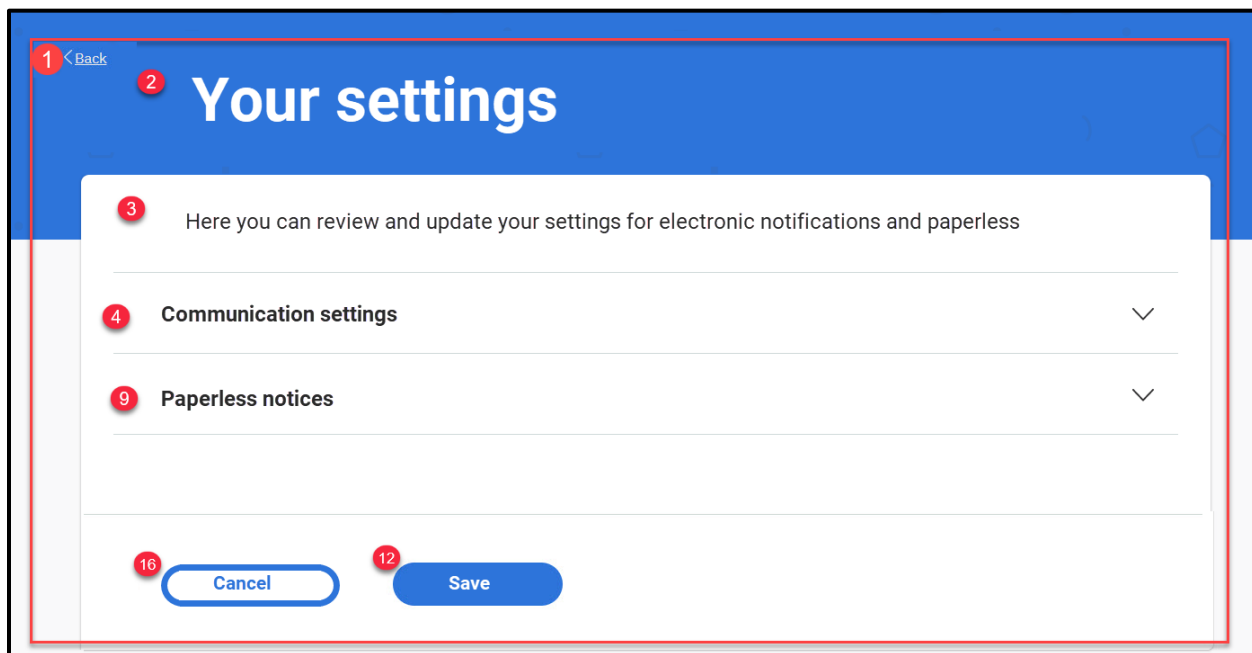 1 Back
2 Your settings
3 Here you can review and update your settings for electronic notifications and paperless
4 Communication settings
9 Paperless notices
16 Cancel 12 Save